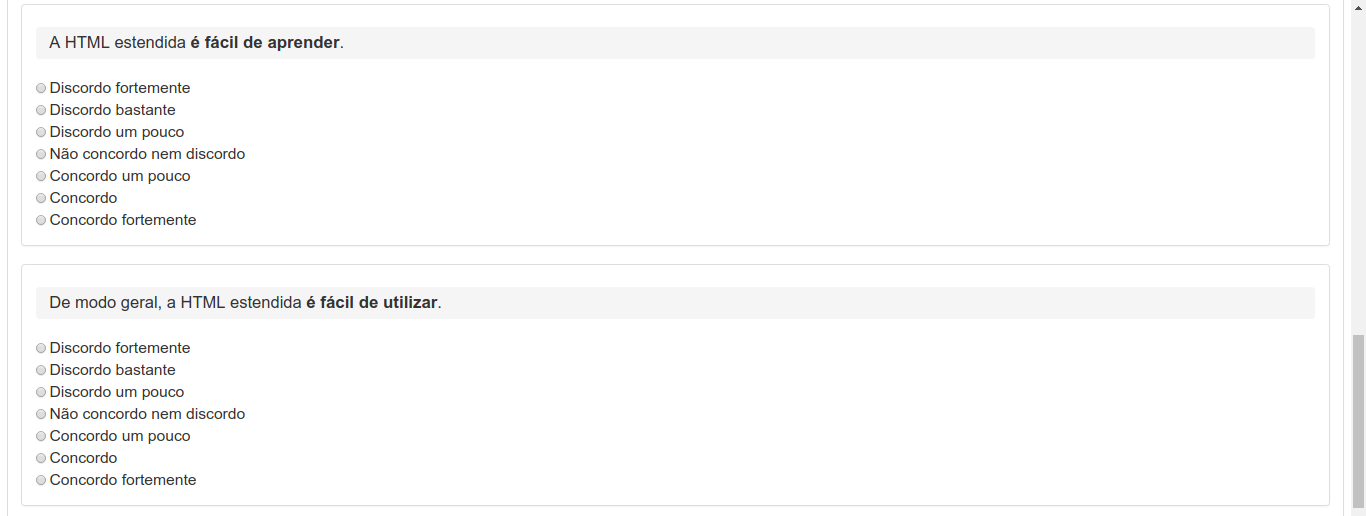 A HTML estendida é fácil de aprender.
Discordo fortemente
Discordo bastante
Discordo um pouco
Não concordo nem discordo
Concordo um pouco
Concordo
Concordo fortemente
De modo geral, a HTML estendida é fácil de utilizar.
Discordo fortemente
Discordo bastante
Discordo um pouco
Não concordo nem discordo
Concordo um pouco
Concordo
Concordo fortemente